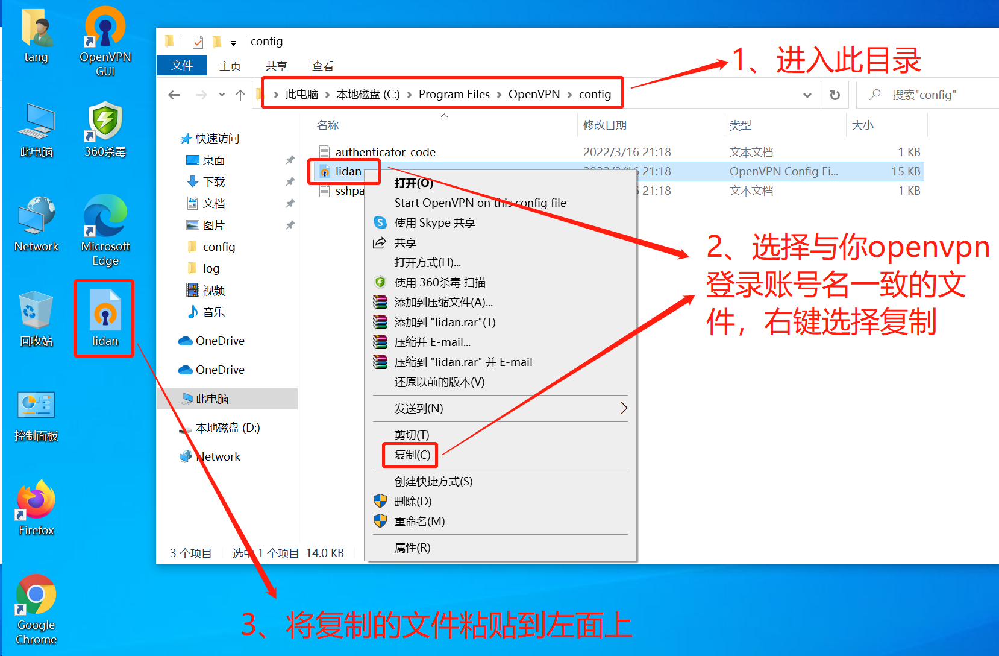 tang
OpenVPN
GUI
此电脑
360杀毒
Network
Microsoft
Edge
回收站
lidan
控制面板
Firefox
Google
Chrome
config
文件 主页 共享 查看
此电脑 本地磁盘 (C:) Program Files OpenVPN config
搜索"config"
1、进入此目录
名称 修改日期 类型 大小
authenticator_code 2022/3/16 21:18 文本文档 1 KB
lidan 21:18 OpenVPN Config Fi... 15 KB
sshpa 21:18 文本文档 1 KB
快速访问
桌面
下载
文档
图片
config
log
视频
音乐
OneDrive
OneDrive
此电脑
本地磁盘 (D:)
Network
打开(O)
Start OpenVPN on this config file
使用 Skype 共享
共享
打开方式(H)...
使用 360杀毒 扫描
添加到压缩文件(A)...
添加到 "lidan.rar"(T)
压缩并 E-mail...
压缩到 "lidan.rar" 并 E-mail
还原以前的版本(V)
发送到(N)
剪切(T)
复制(C)
创建快捷方式(S)
删除(D)
重命名(M)
属性(R)
2、选择与你openvpn
登录账号名一致的文
件，右键选择复制
3 个项目 选中 1 个项目 14.0 KB
3、将复制的文件粘贴到左面上